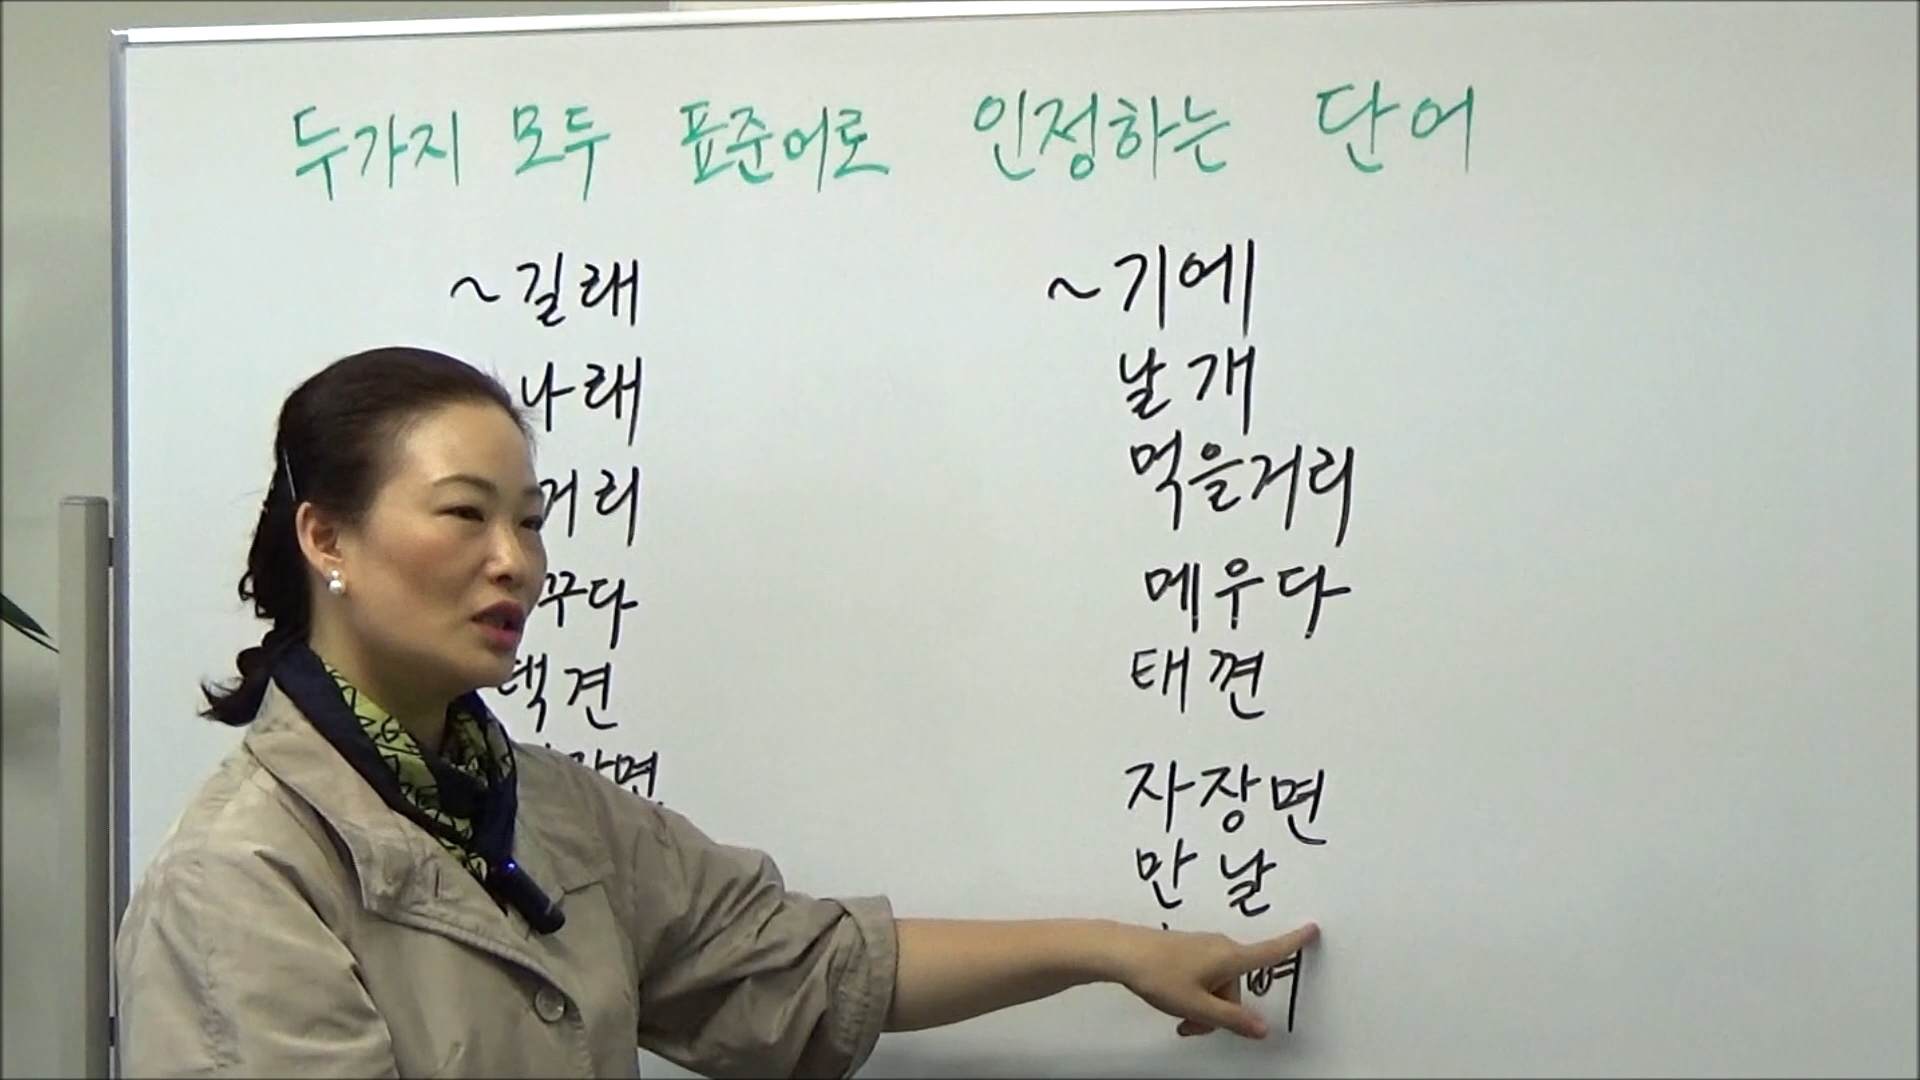 두가지 모두 표준어로 인정하는 단어
~길래 ~기에
나래 날개
거리 먹을거리
꾸다 메우다
택견 태껸
장면 자장면
만날